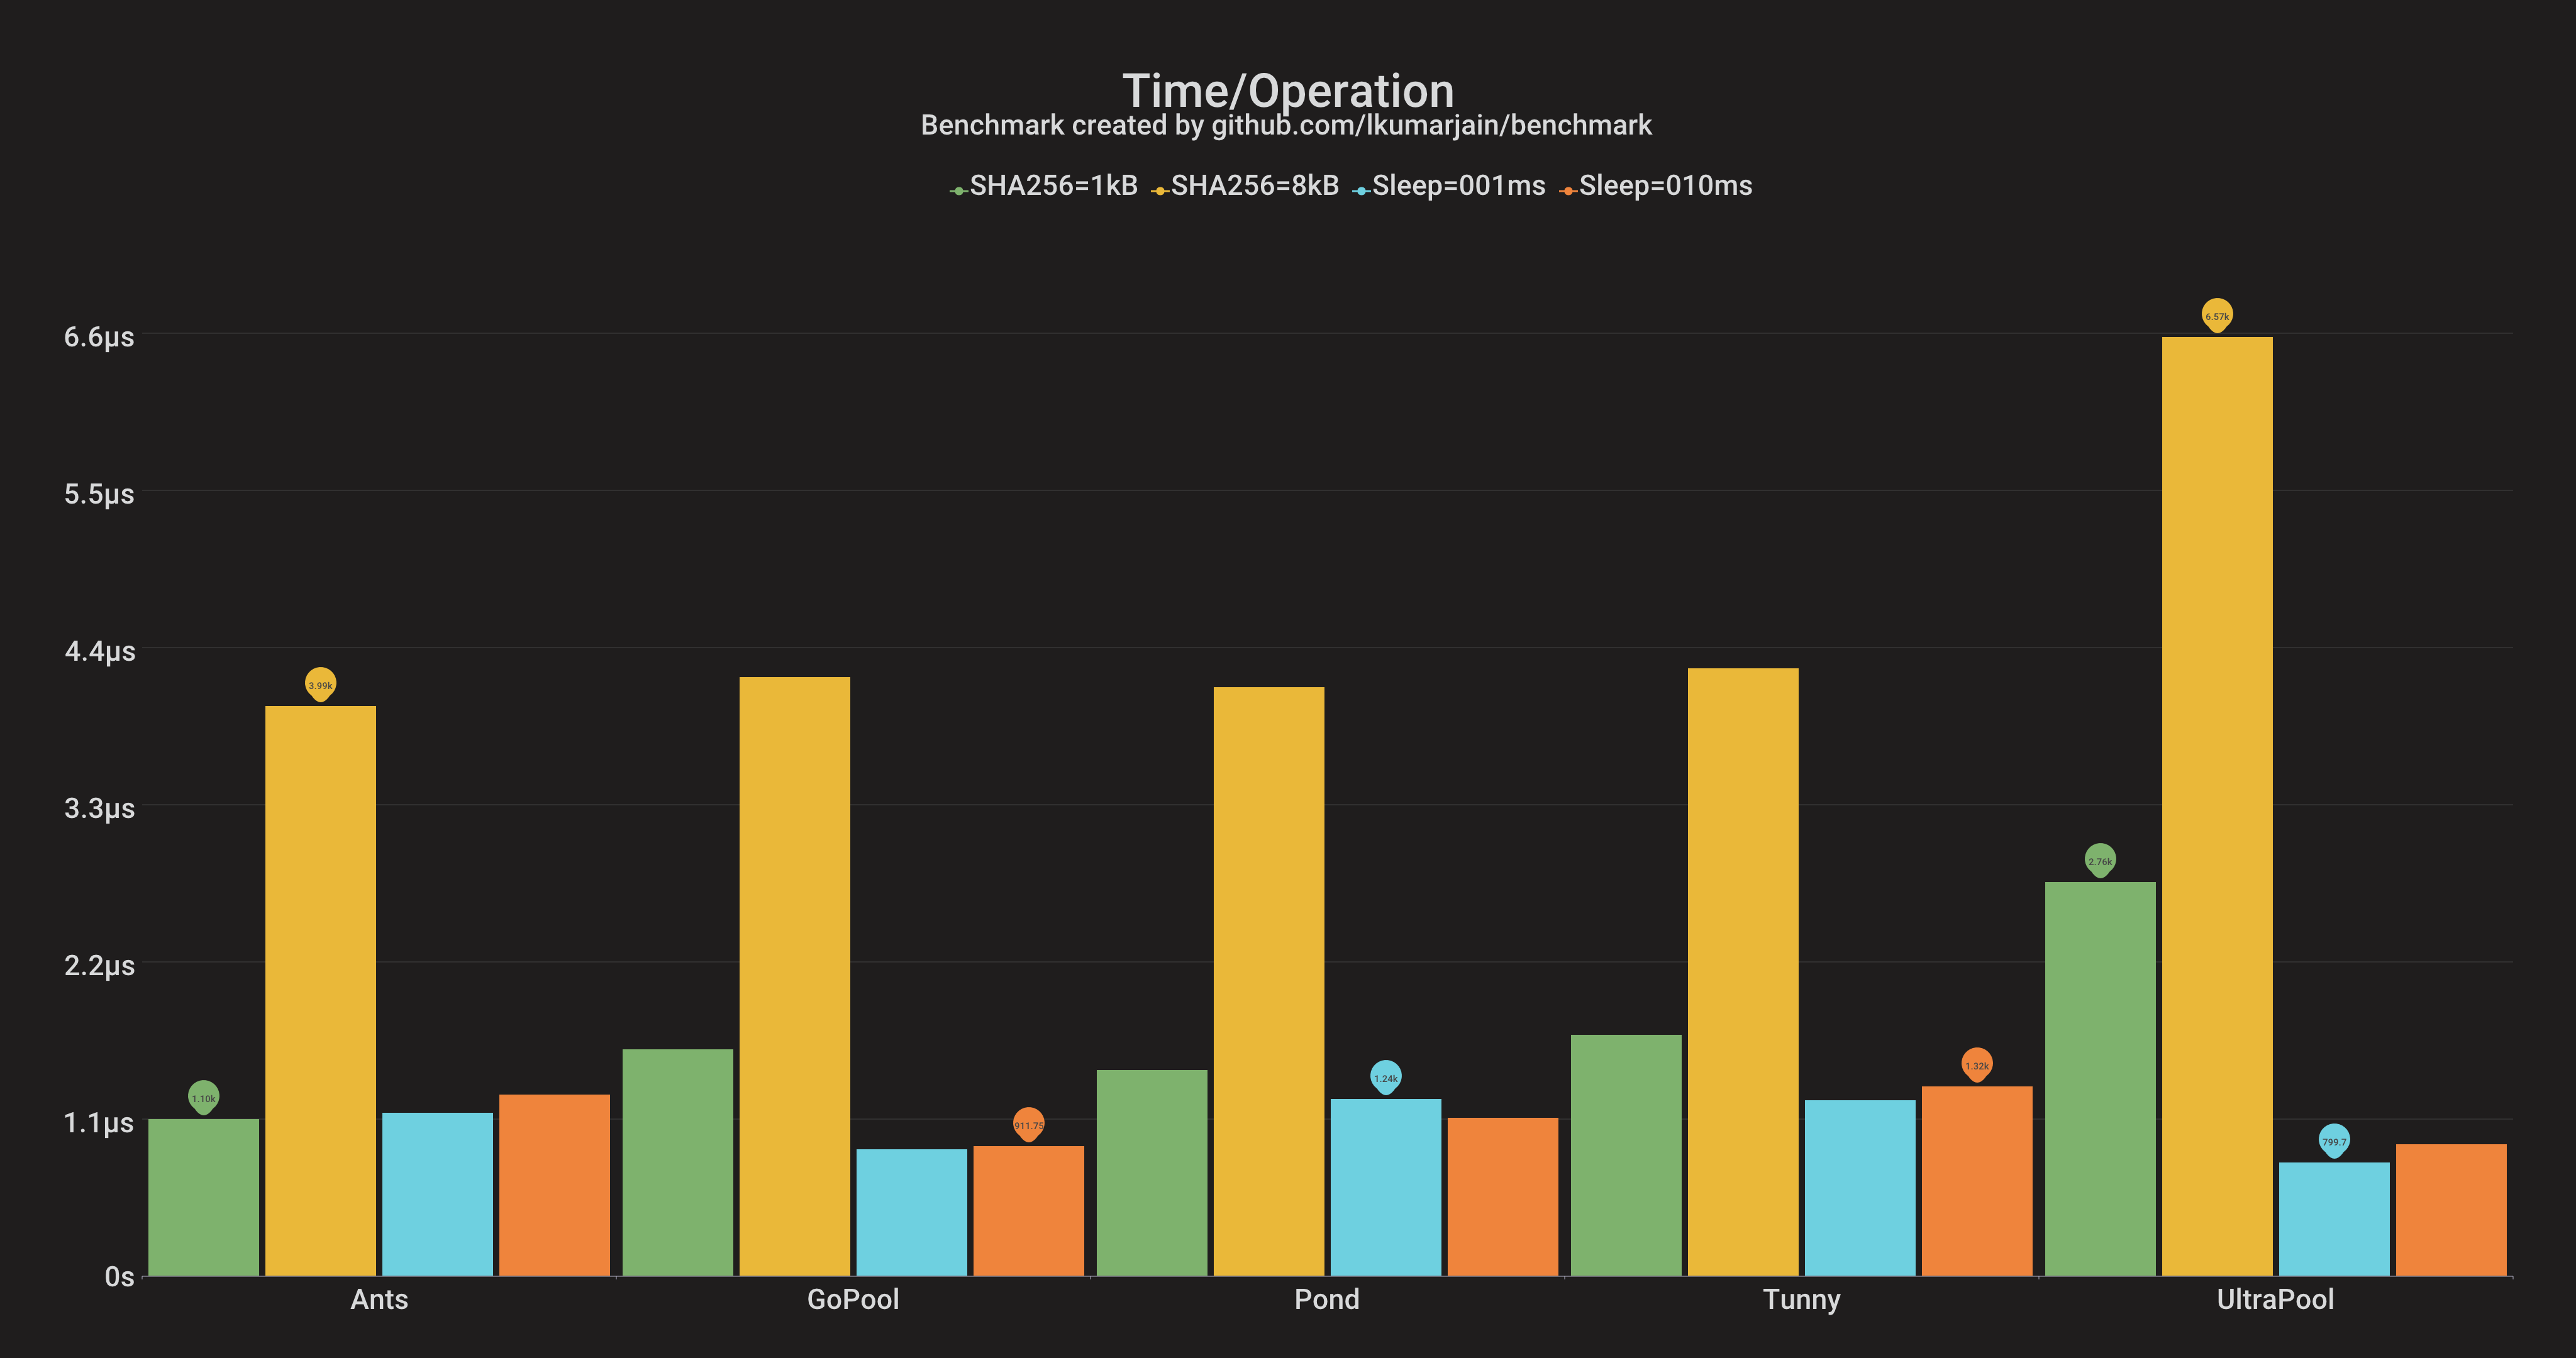 Time/Operation
Benchmark created by github.com/lkumarjain/benchmark
SHA256=1kB SHA256=8kB Sleep=001ms Sleep=010ms
6.57k
6.6µs
5.5µs
4.4µs
3.99k
3.3µs
2.76k
2.2µs
1.24k
1.32k
1.10k
1.1µs
911.75
799.7
0s
Ants GoPool Pond Tunny UltraPool